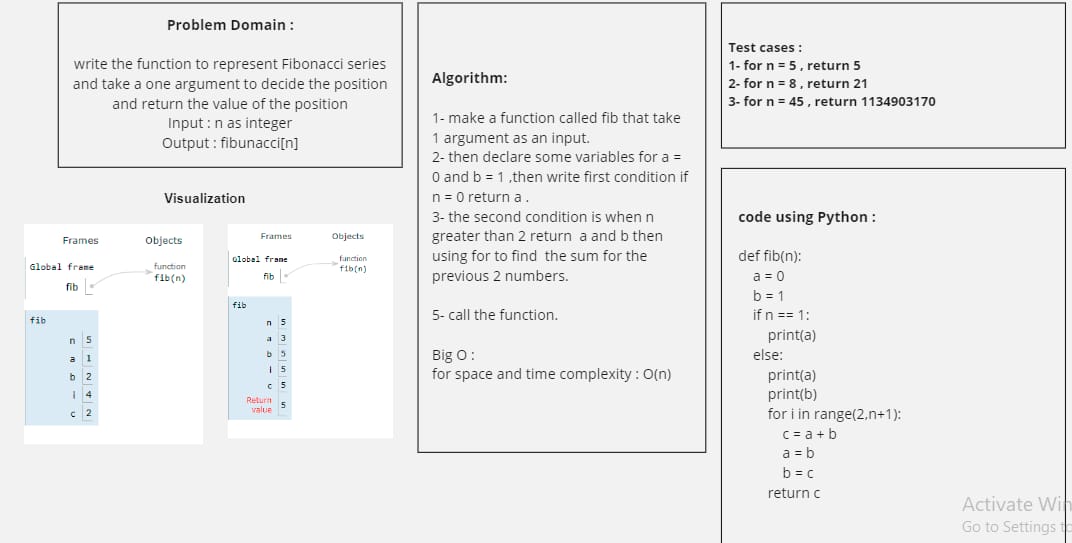 Problem Domain :
write the function to represent Fibonacci series
and take a one argument to decide the position
and return the value of the position
Input : n as integer
Output : fibunacci[n]
Visualization
Frames
Objects
Global frame
fib
function
fib(n)
fib
n 5
a 1
b 2
i 4
c 2
Frames
Objects
Global frame
fib
function
fib(n)
fib
n 5
a 3
b 5
i 5
c 5
Return
value 5
Algorithm:
1- make a function called fib that take
1 argument as an input.
2- then declare some variables for a =
0 and b = 1 ,then write first condition if
n = 0 return a .
3- the second condition is when n
greater than 2 return a and b then
using for to find the sum for the
previous 2 numbers.
5- call the function.
Big O :
for space and time complexity : O(n)
Test cases :
1- for n = 5 , return 5
2- for n = 8 , return 21
3- for n = 45 , return 1134903170
code using Python :
def fib(n):
a = 0
b = 1
if n == 1:
print(a)
else:
print(a)
print(b)
for i in range(2,n+1):
c = a + b
a = b
b = c
return c
Activate Win
Go to Settings to